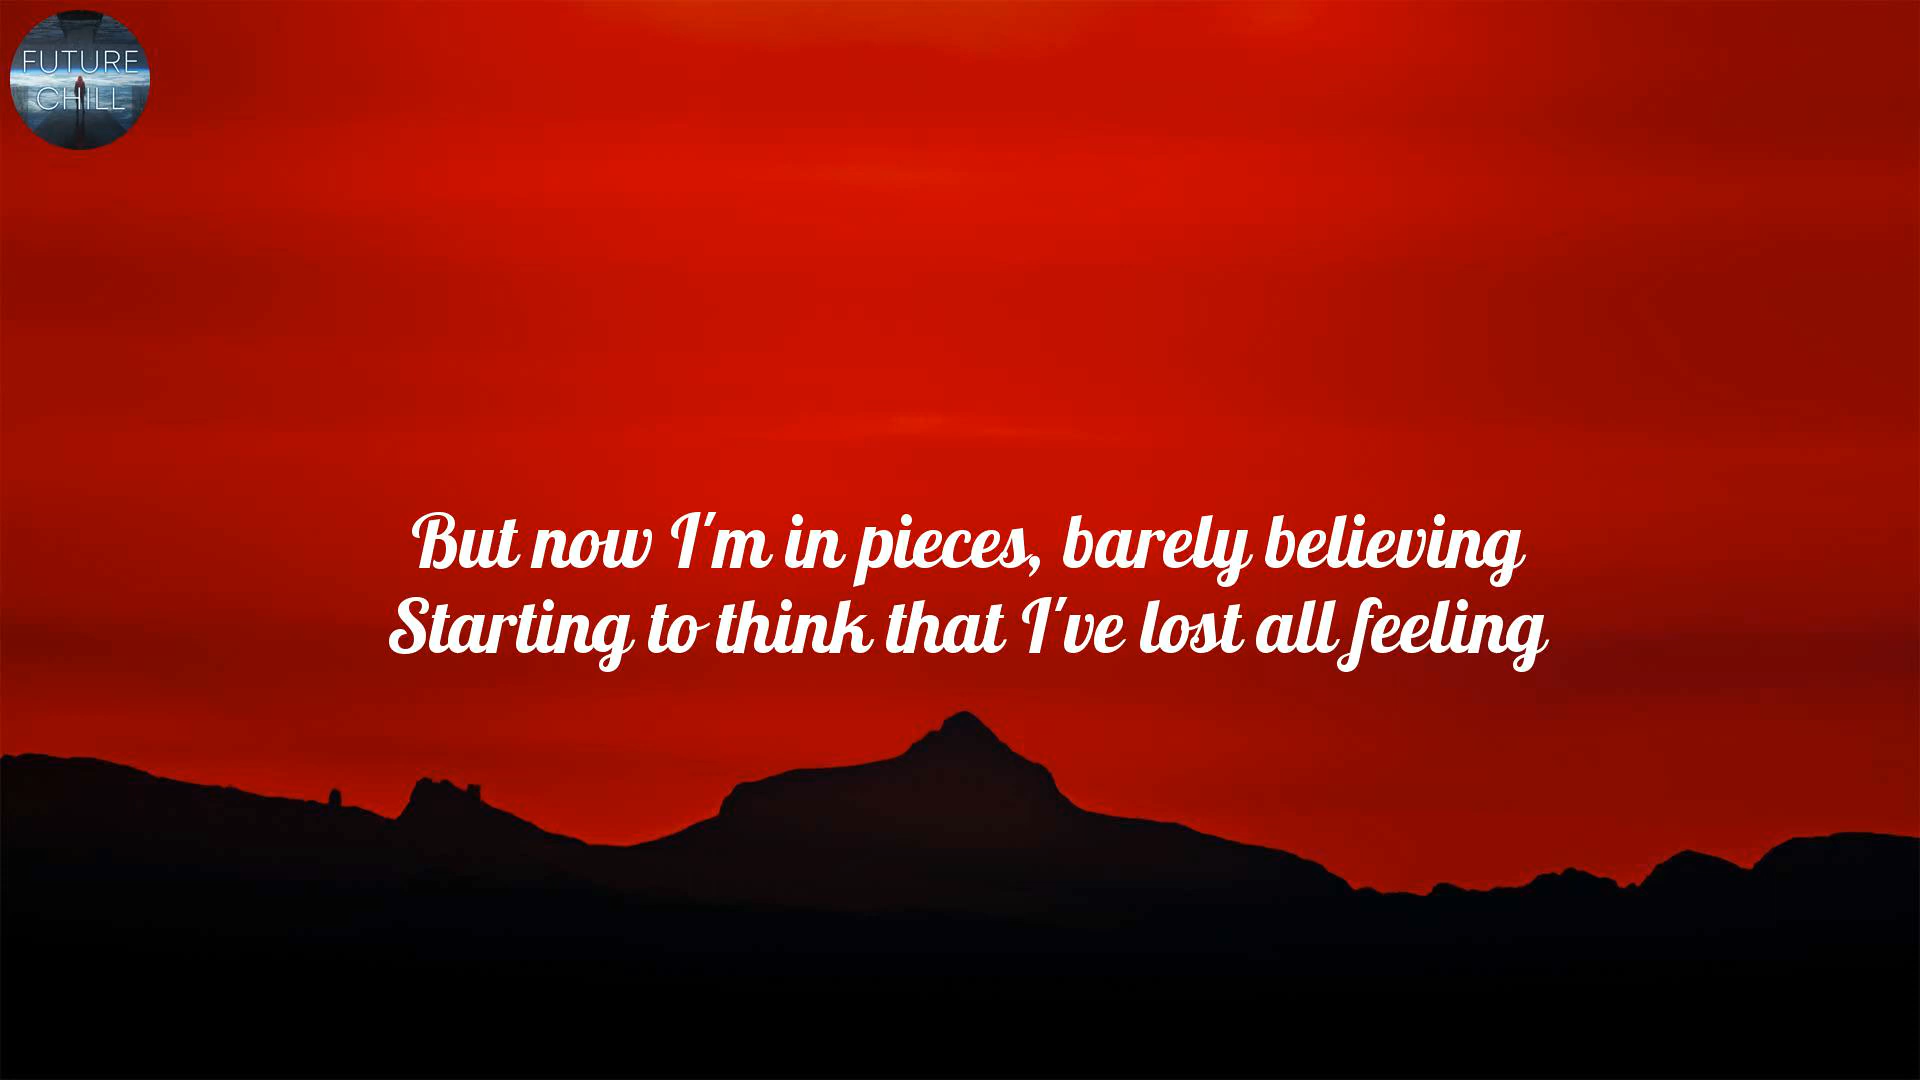 FUTURE
CHILL
But now I'm in pieces, barely believing
Starting to think that I've lost all feeling